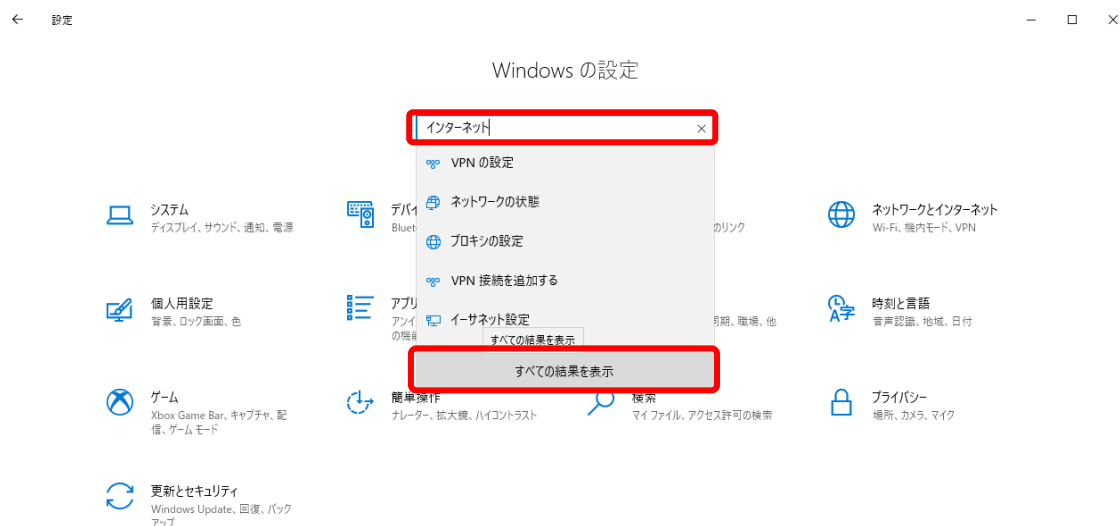 設定
Windows の設定
インターネット
VPN の設定
ネットワークの状態
プロキシの設定
VPN 接続を追加する
イーサネット設定
すべての結果を表示
すべての結果を表示
システム
ディスプレイ、サウンド、通知、電源
デバイ
Bluet
のリンク
ネットワークとインターネット
Wi-Fi、機内モード、VPN
個人用設定
背景、ロック画面、色
アプリ
アンイ
の機能
同期、職場、他
時刻と言語
音声認識、地域、日付
ゲーム
Xbox Game Bar、キャプチャ、配
信、ゲーム モード
簡単操作
ナレーター、拡大鏡、ハイコントラスト
検索
マイ ファイル、アクセス許可の検索
プライバシー
場所、カメラ、マイク
更新とセキュリティ
Windows Update、回復、バック
アップ